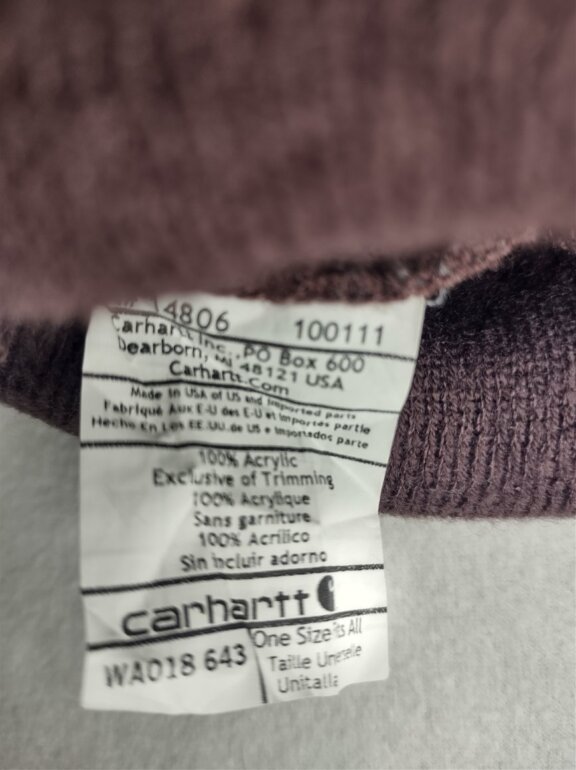 14806 100111
Carhartt Inc., PO Box 600
Dearborn, MI 48121 USA
Carhartt.com
Made in USA of US and Imported parts
Fabriqué Aux E-U des E-U et Importés partie
Hecho En Los EE.UU.de US e Importados parte
100% Acrylic
Exclusive of Trimming
100% Acrylique
Sans garniture
100% Acrilico
Sin incluir adorno
carhartt
WA018 643
One Size Fits All
Taille Unselle
Unitalla